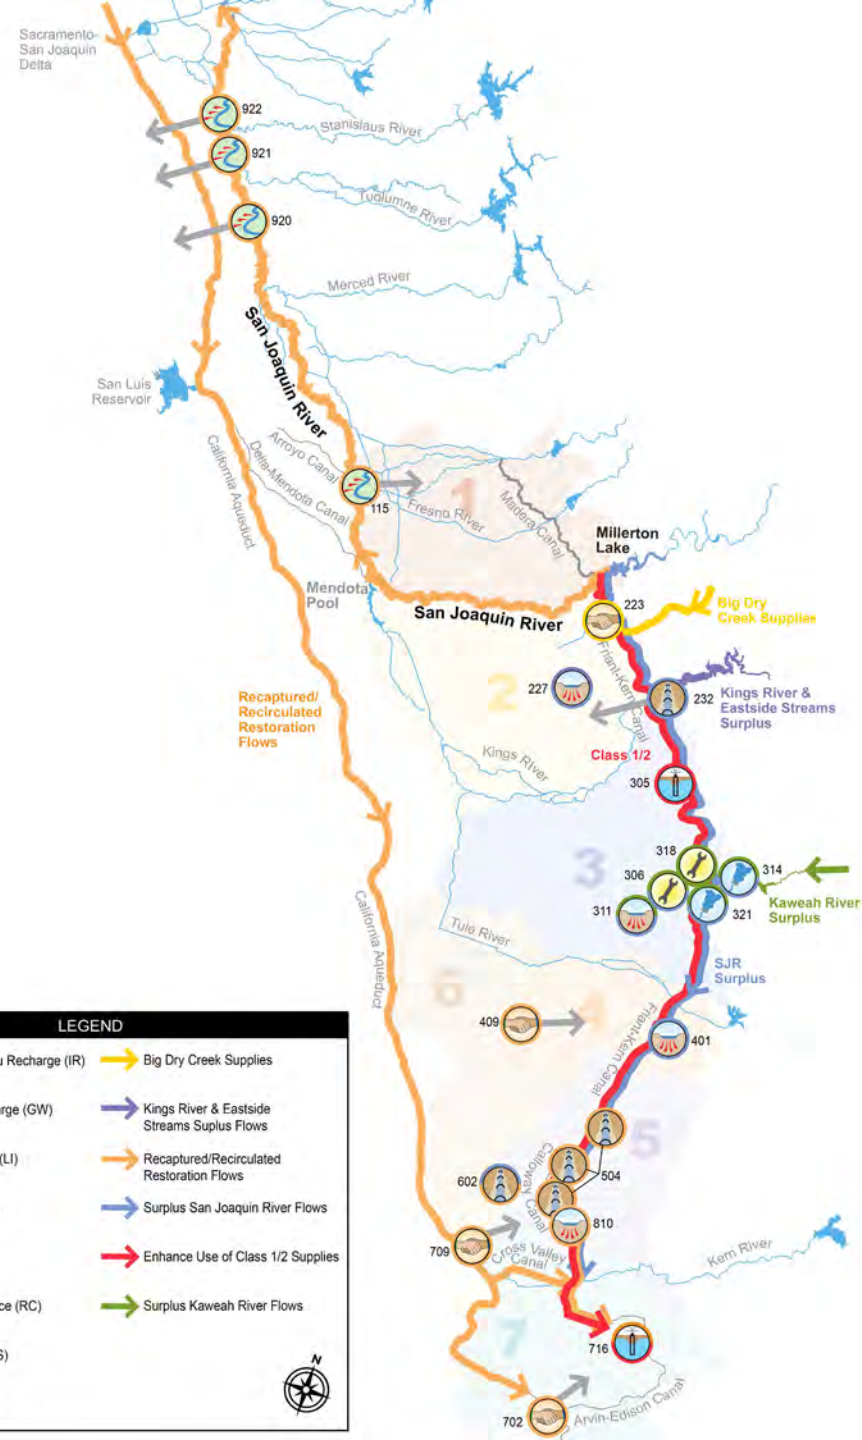 Sacramento-
San Joaquin
Delta
922
Stanislaus River
921
Tuolumne River
920
Merced River
San Joaquin River
San Luis
Reservoir
California Aqueduct
Delta-Mendota Canal
Arroyo Canal
115
Fresno River
1
Madera Canal
Millerton
Lake
Mendota
Pool
San Joaquin River
223
Big Dry
Creek Supplies
Friant-Kern Canal
2
227
232
Kings River &
Eastside Streams
Surplus
Recaptured/
Recirculated
Restoration
Flows
Kings River
Class 1/2
305
3
318
306
314
311
321
Kaweah River
Surplus
California Aqueduct
Tule River
SJR
Surplus
6
4
409
Friant-Kern Canal
401
5
504
602
Calloway Canal
810
709
Cross Valley
Canal
Kern River
7
716
702
Arvin-Edison Canal
LEGEND
u Recharge (IR)
Big Dry Creek Supplies
rge (GW)
Kings River & Eastside
Streams Suplus Flows
(LI)
Recaptured/Recirculated
Restoration Flows
Surplus San Joaquin River Flows
Enhance Use of Class 1/2 Supplies
ce (RC)
Surplus Kaweah River Flows
S)
N